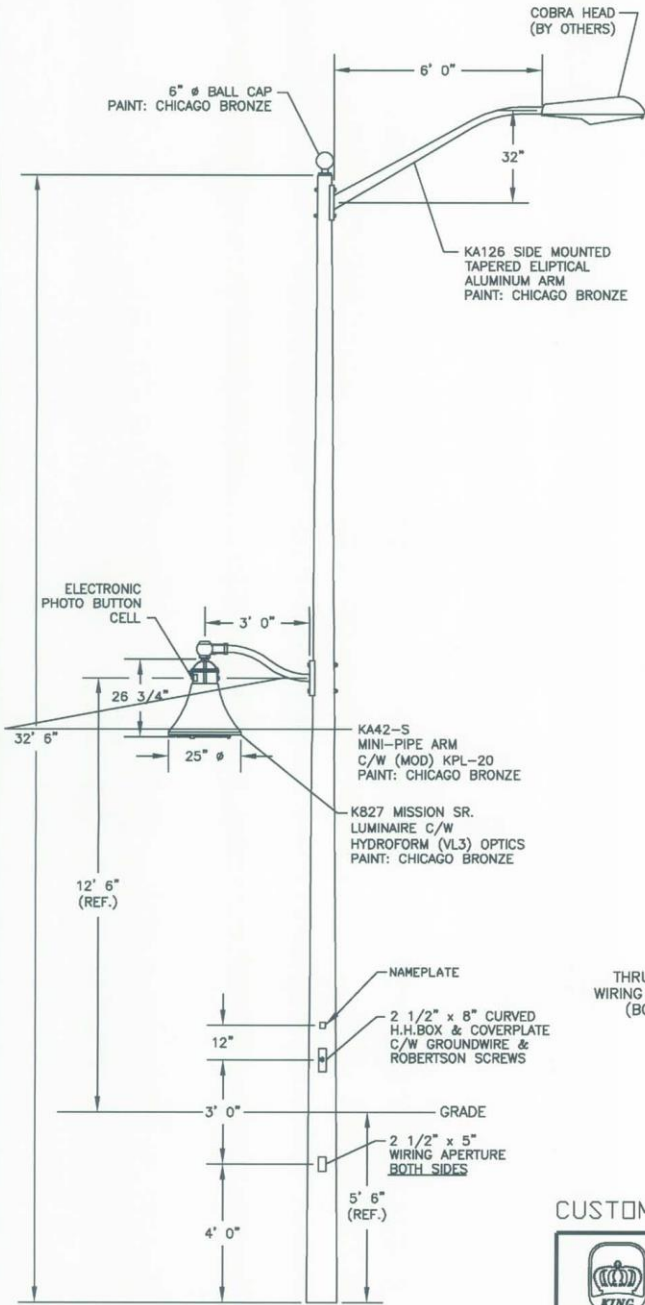 COBRA HEAD
(BY OTHERS)
6' 0"
6" ø BALL CAP
PAINT: CHICAGO BRONZE
32"
KA126 SIDE MOUNTED
TAPERED ELIPTICAL
ALUMINUM ARM
PAINT: CHICAGO BRONZE
ELECTRONIC
PHOTO BUTTON
CELL
3' 0"
26 3/4"
32' 6"
25" ø
KA42-S
MINI-PIPE ARM
C/W (MOD) KPL-20
PAINT: CHICAGO BRONZE
K827 MISSION SR.
LUMINAIRE C/W
HYDROFORM (VL3) OPTICS
PAINT: CHICAGO BRONZE
12' 6"
(REF.)
NAMEPLATE
THRU
WIRING
(BO
12"
2 1/2" x 8" CURVED
H.H.BOX & COVERPLATE
C/W GROUNDWIRE &
ROBERTSON SCREWS
3' 0"
GRADE
2 1/2" x 5"
WIRING APERTURE
BOTH SIDES
5' 6"
(REF.)
4' 0"
CUSTOM
KING